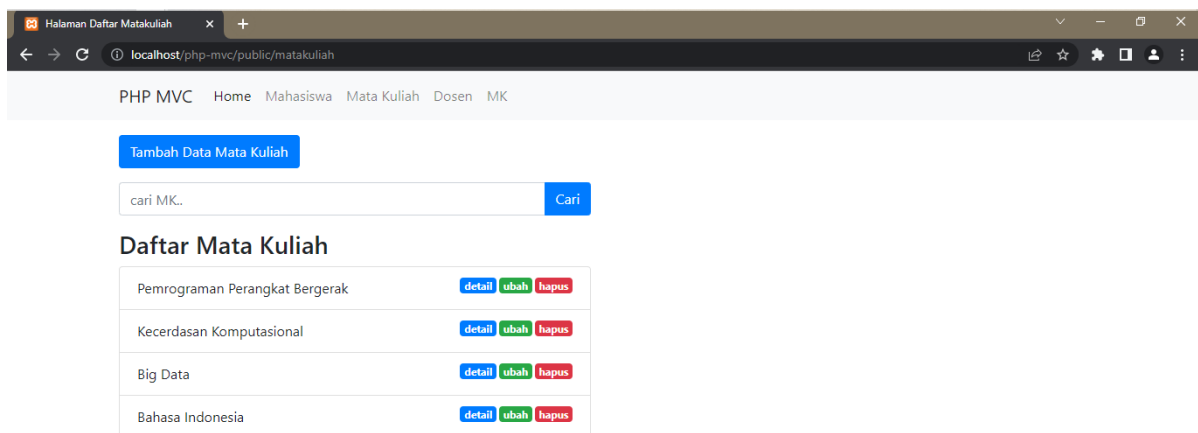 Halaman Daftar Matakuliah
localhost/php-mvc/public/matakuliah
PHP MVC Home Mahasiswa Mata Kuliah Dosen MK
Tambah Data Mata Kuliah
cari MK.. Cari
Daftar Mata Kuliah
Pemrograman Perangkat Bergerak detail ubah hapus
Kecerdasan Komputasional detail ubah hapus
Big Data detail ubah hapus
Bahasa Indonesia detail ubah hapus